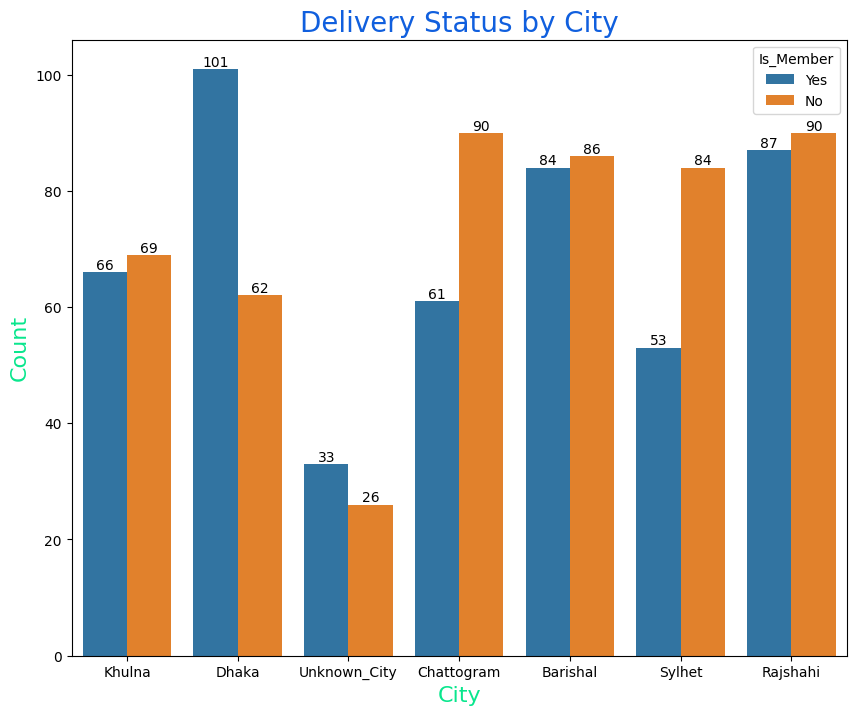 Delivery Status by City
Is_Member
Yes
No
Count
100
80
60
40
20
0
66
69
101
62
33
26
61
90
84
86
53
84
87
90
Khulna
Dhaka
Unknown_City
Chattogram
Barishal
Sylhet
Rajshahi
City